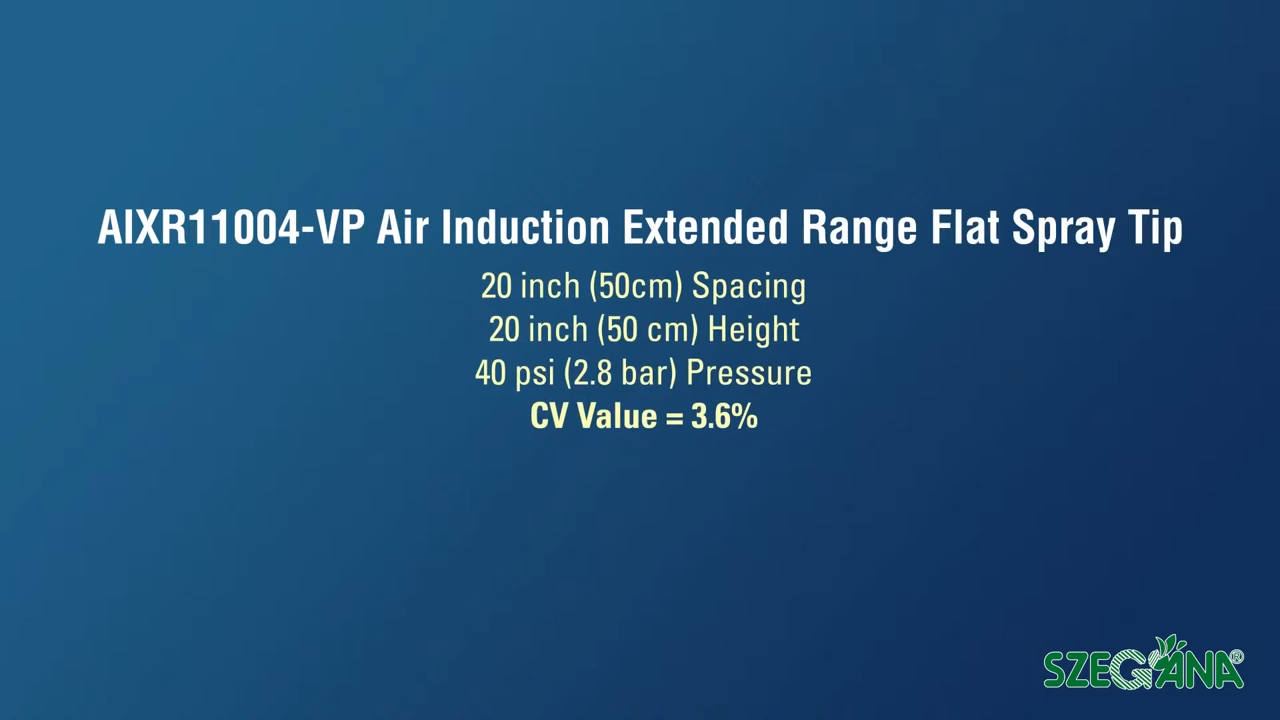 AIXR11004-VP Air Induction Extended Range Flat Spray Tip
20 inch (50cm) Spacing
20 inch (50 cm) Height
40 psi (2.8 bar) Pressure
CV Value = 3.6%
SZEGÁNA®